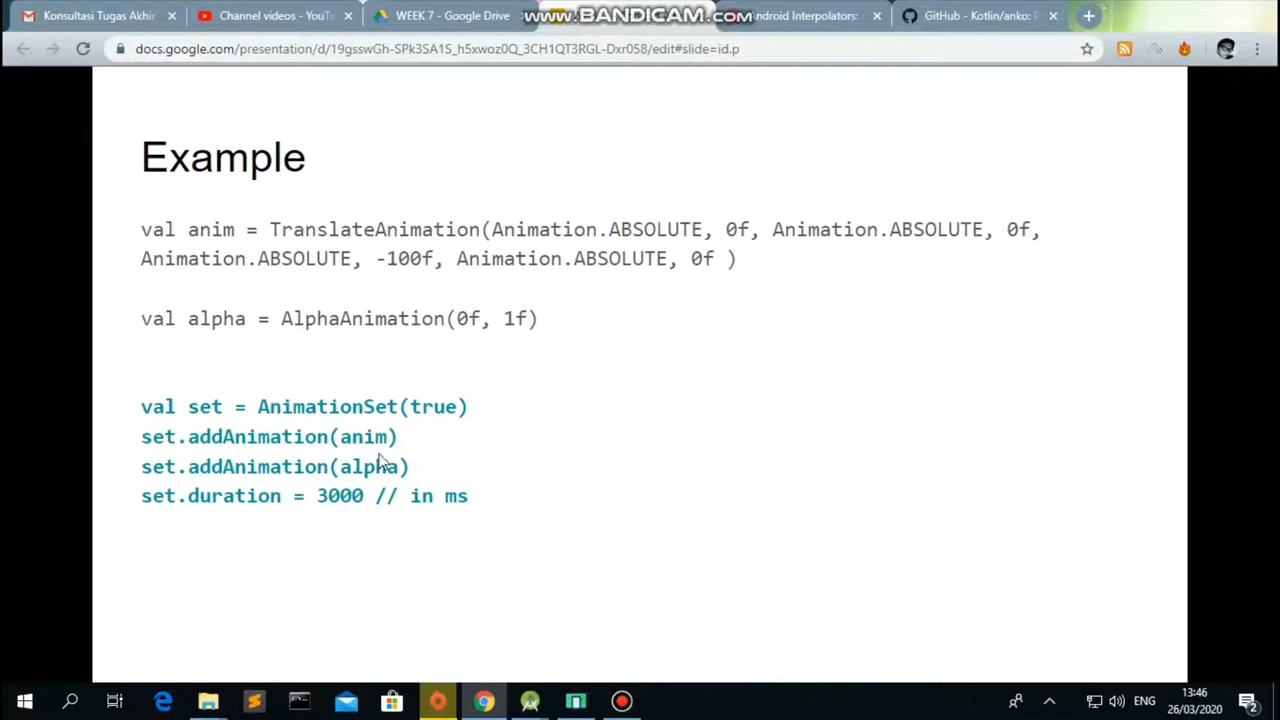 Konsultasi Tugas Akhir
Channel videos - YouTu
WEEK 7 - Google Drive
www.BANDICAM.com
ndroid Interpolators:
GitHub - Kotlin/anko: P
docs.google.com/presentation/d/19gsswGh-SPk3SA1S_h5xwoz0Q_3CH1QT3RGL-Dxr058/edit#slide=id.p
Example
val anim = TranslateAnimation(Animation.ABSOLUTE, 0f, Animation.ABSOLUTE, 0f,
Animation.ABSOLUTE, -100f, Animation.ABSOLUTE, 0f )
val alpha = AlphaAnimation(0f, 1f)
val set = AnimationSet(true)
set.addAnimation(anim)
set.addAnimation(alpha)
set.duration = 3000 // in ms
ENG
13:46
26/03/2020
2